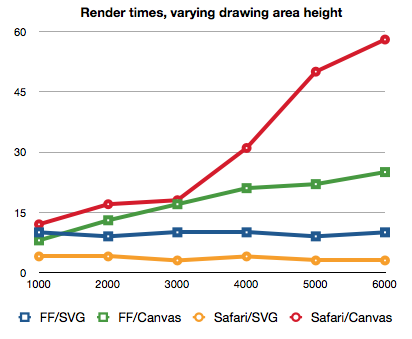 Render times, varying drawing area height
60
45
30
15
0
1000 2000 3000 4000 5000 6000
FF/SVG FF/Canvas Safari/SVG Safari/Canvas